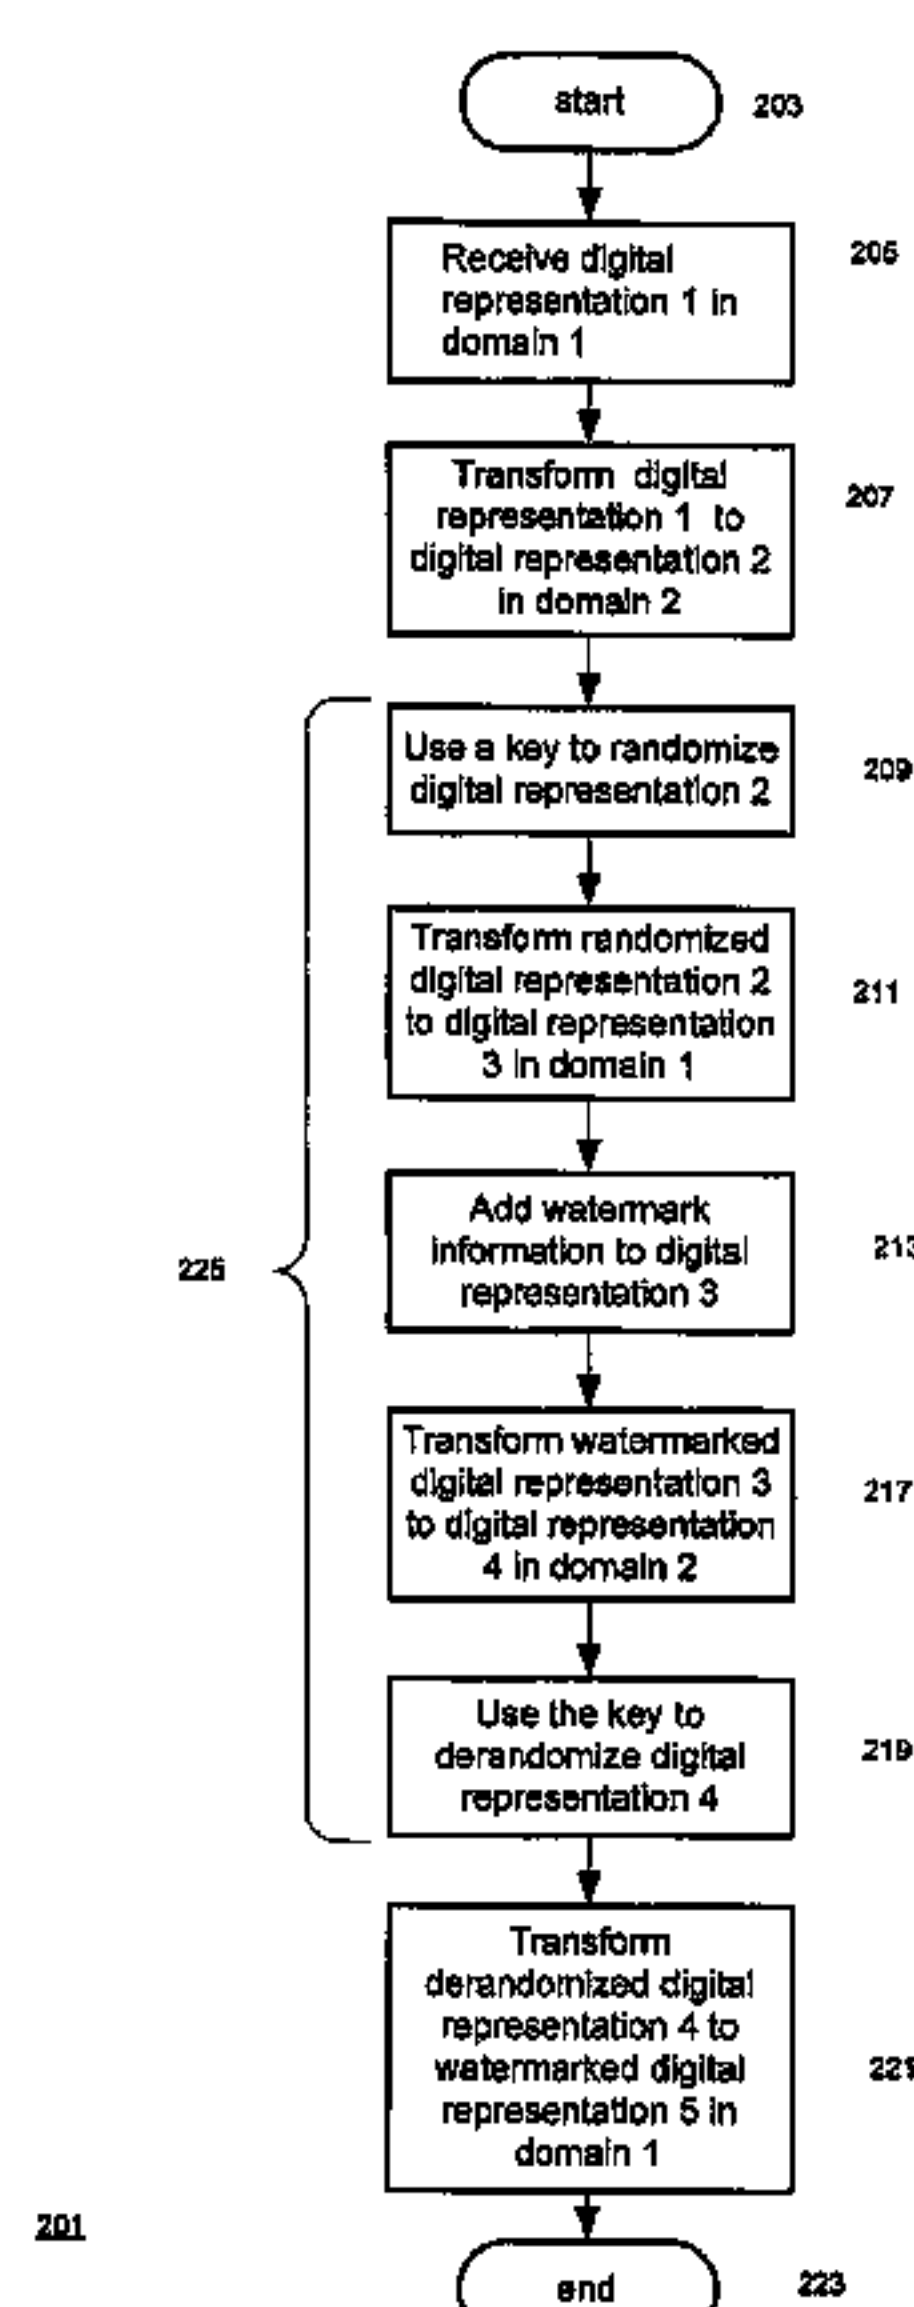 start
203
Receive digital
representation 1 in
domain 1
205
Transform digital
representation 1 to
digital representation 2
in domain 2
207
Use a key to randomize
digital representation 2
209
Transform randomized
digital representation 2
to digital representation
3 in domain 1
211
Add watermark
information to digital
representation 3
213
225
Transform watermarked
digital representation 3
to digital representation
4 in domain 2
217
Use the key to
derandomize digital
representation 4
219
Transform
derandomized digital
representation 4 to
watermarked digital
representation 5 in
domain 1
221
201
end
223